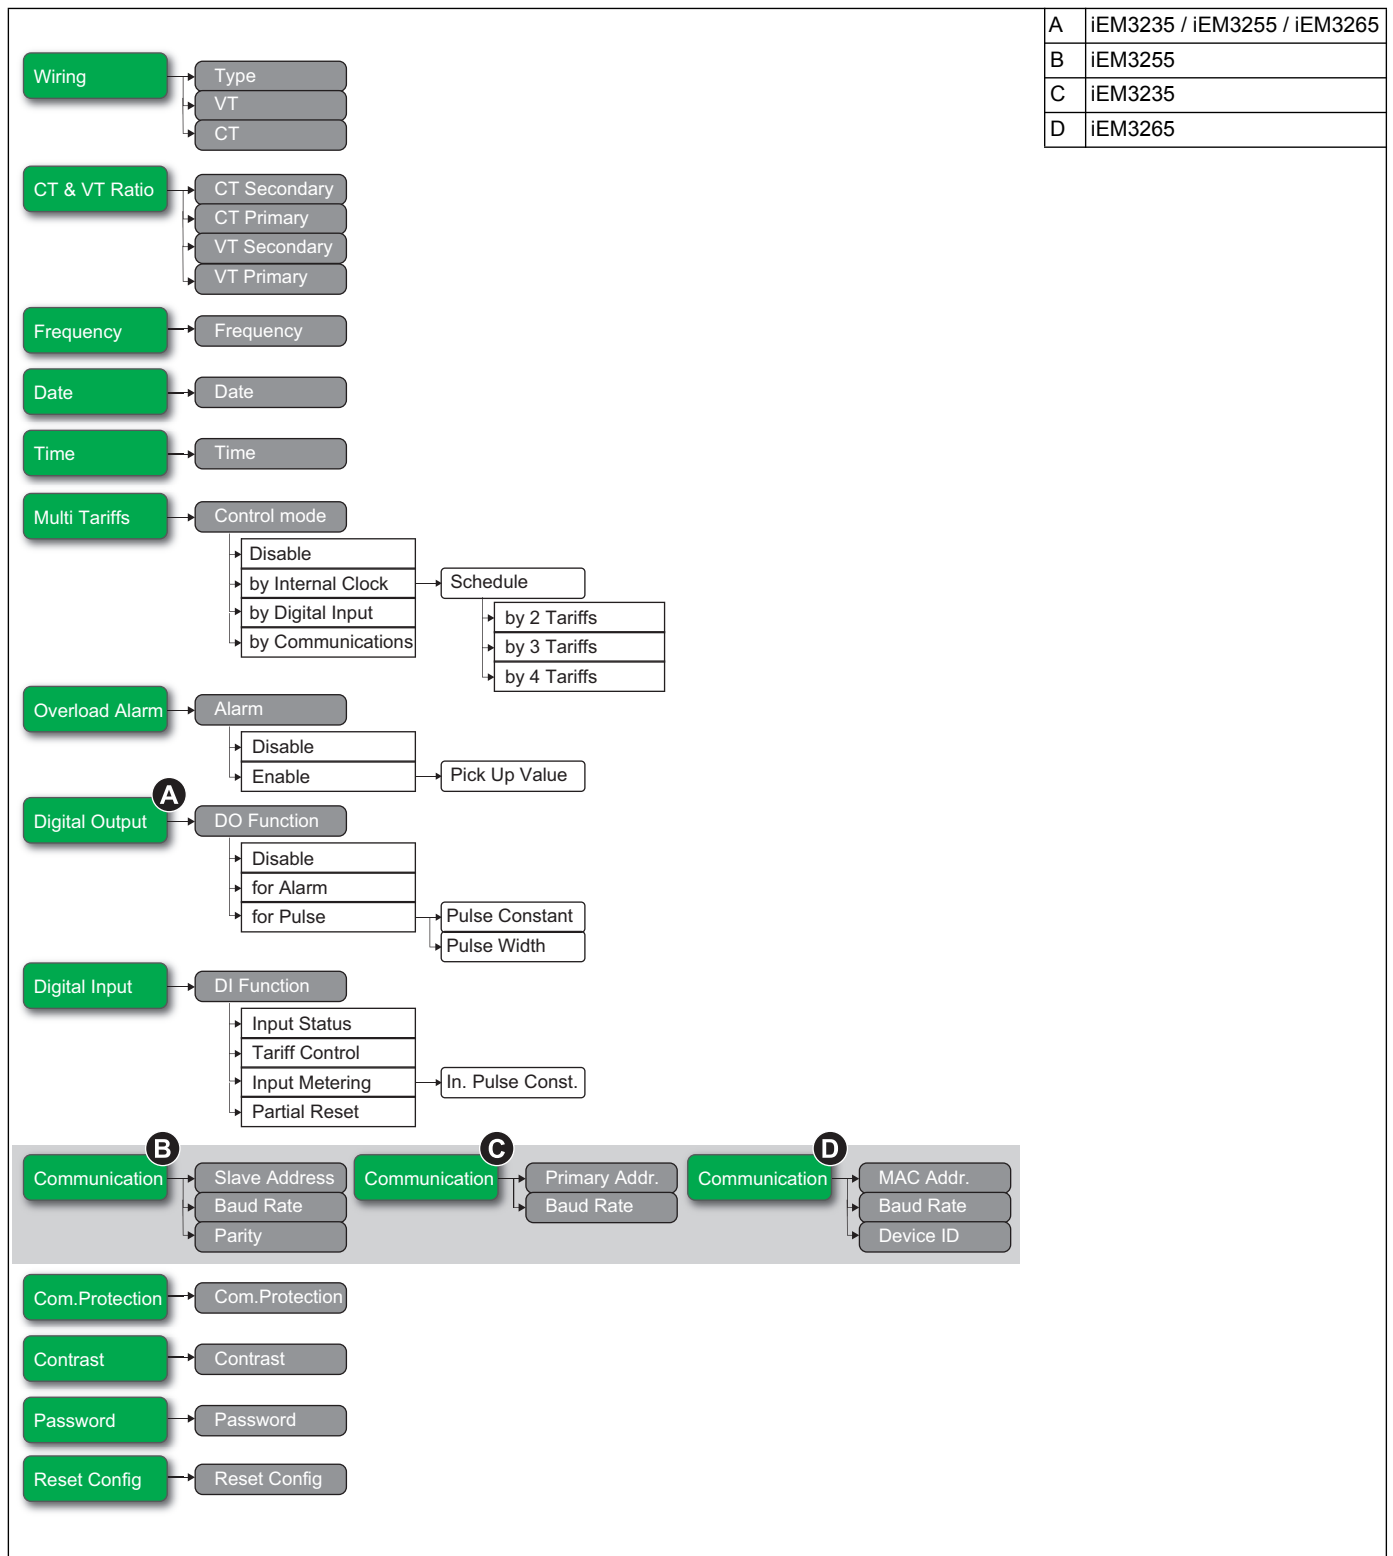 A iEM3235 / iEM3255 / iEM3265
B iEM3255
C iEM3235
D iEM3265
Wiring
Type
VT
CT
CT & VT Ratio
CT Secondary
CT Primary
VT Secondary
VT Primary
Frequency
Frequency
Date
Date
Time
Time
Multi Tariffs
Control mode
Disable
by Internal Clock
Schedule
by Digital Input
by 2 Tariffs
by Communications
by 3 Tariffs
by 4 Tariffs
Overload Alarm
Alarm
Disable
Enable
Pick Up Value
A
Digital Output
DO Function
Disable
for Alarm
for Pulse
Pulse Constant
Pulse Width
Digital Input
DI Function
Input Status
Tariff Control
Input Metering
In. Pulse Const.
Partial Reset
B
Communication
Slave Address
Baud Rate
Parity
C
Communication
Primary Addr.
Baud Rate
D
Communication
MAC Addr.
Baud Rate
Device ID
Com.Protection
Com.Protection
Contrast
Contrast
Password
Password
Reset Config
Reset Config